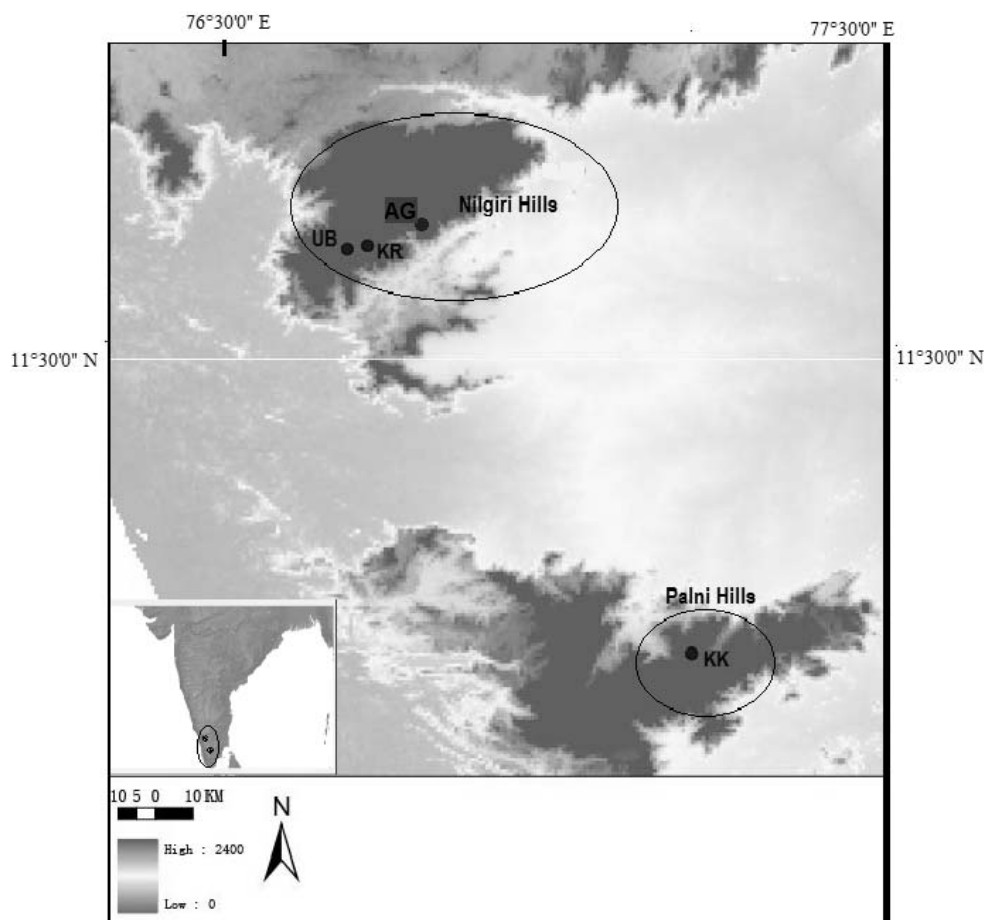 76°30'0" E
77°30'0" E
AG
Nilgiri Hills
UB
KR
11°30'0" N
11°30'0" N
Palni Hills
KK
10 5 0 10 KM
N
High : 2400
Low : 0